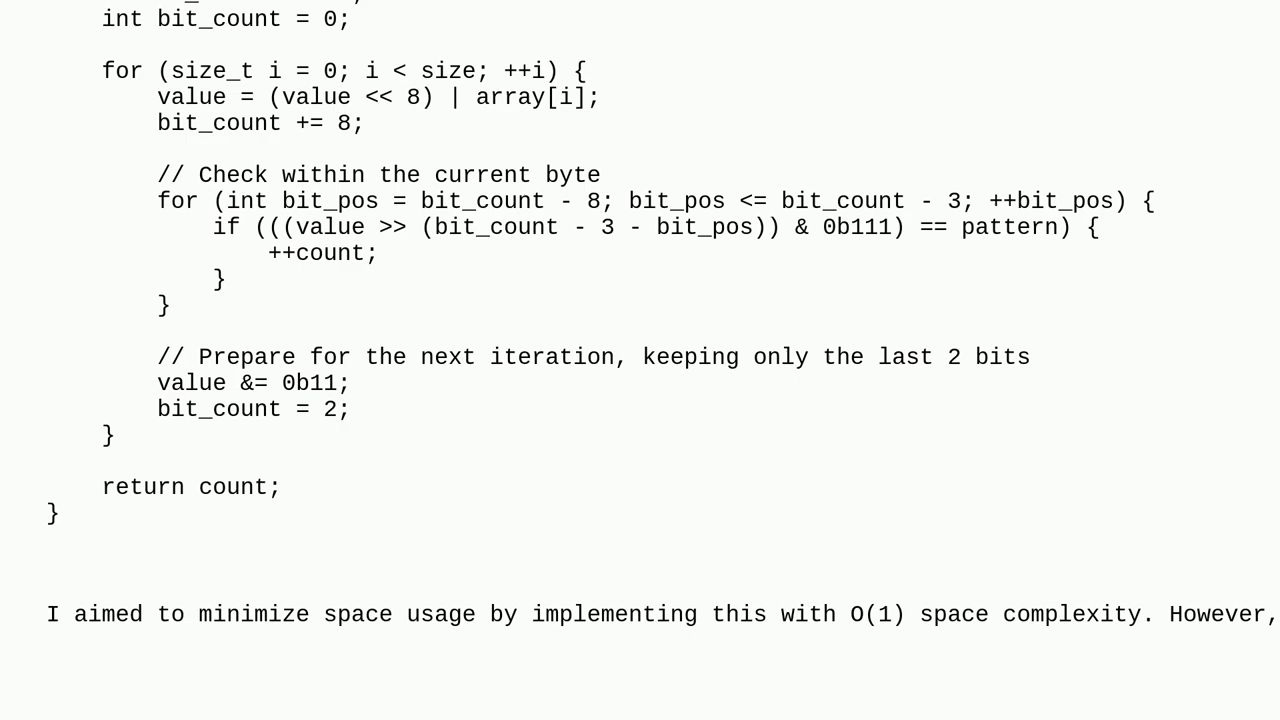 int bit_count = 0;
for (size_t i = 0; i < size; ++i) {
value = (value << 8) | array[i];
bit_count += 8;
// Check within the current byte
for (int bit_pos = bit_count - 8; bit_pos <= bit_count - 3; ++bit_pos) {
if (((value >> (bit_count - 3 - bit_pos)) & 0b111) == pattern) {
++count;
}
}
// Prepare for the next iteration, keeping only the last 2 bits
value &= 0b11;
bit_count = 2;
}
return count;
}
I aimed to minimize space usage by implementing this with O(1) space complexity. However,